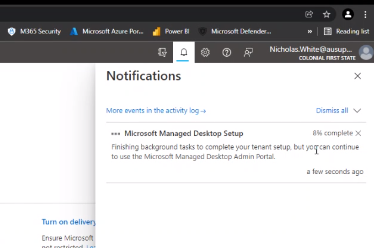 M365 Security
Microsoft Azure Por...
Power BI
Microsoft Defender...
»
Reading list
Nicholas.White@ausup...
COLONIAL FIRST STATE
Notifications
More events in the activity log →
Dismiss all
Microsoft Managed Desktop Setup
8% complete
Finishing background tasks to complete your tenant setup, but you can continue
to use the Microsoft Managed Desktop Admin Portal.
a few seconds ago
Turn on delivery
Ensure Microsoft
not restricted.